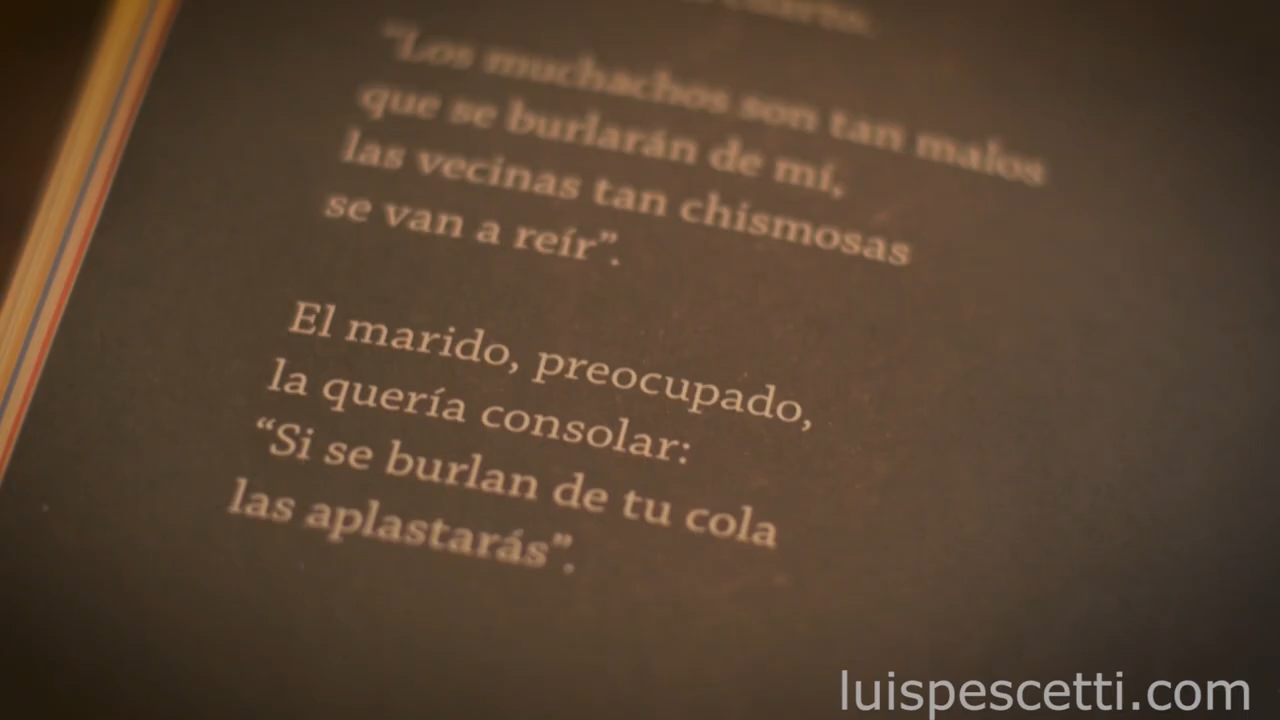 "Los muchachos son tan malos
que se burlarán de mí,
las vecinas tan chismosas
se van a reír”.
El marido, preocupado,
la quería consolar:
“Si se burlan de tu cola
las aplastarás”.
luispescetti.com